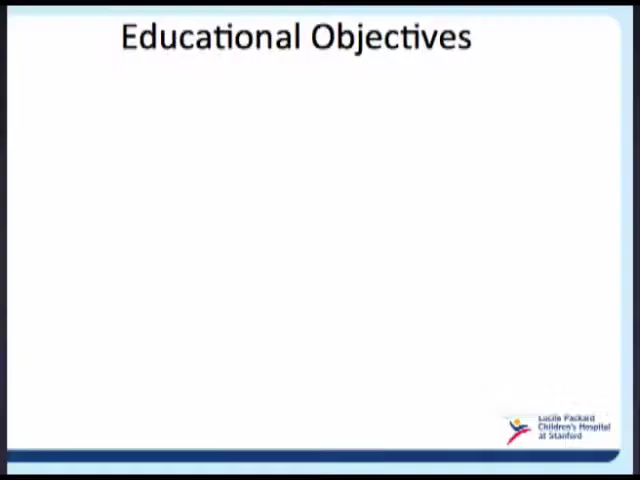 Educational Objectives
Lucile Packard
Children's Hospital
at Stanford